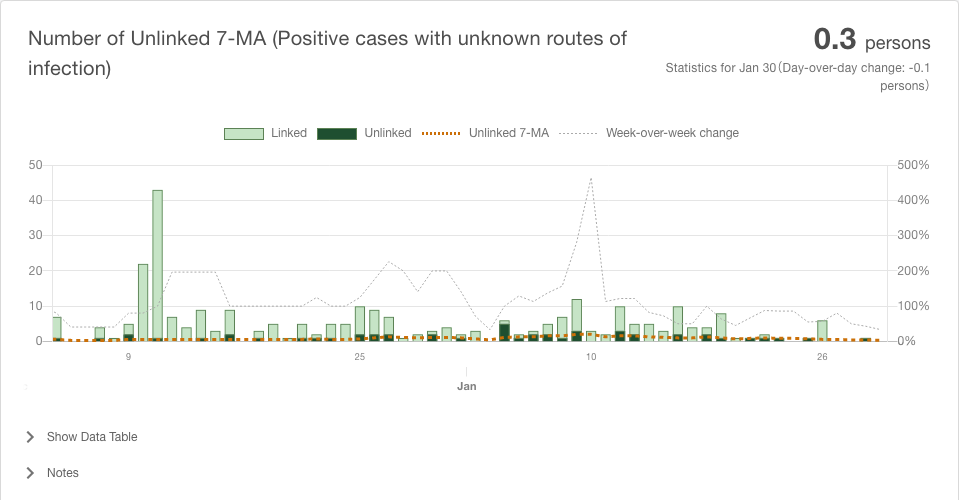 Number of Unlinked 7-MA (Positive cases with unknown routes of
infection)
0.3 persons
Statistics for Jan 30 (Day-over-day change: -0.1
persons)
Linked Unlinked Unlinked 7-MA Week-over-week change
50 500%
40 400%
30 300%
20 200%
10 100%
0 0%
9 25 10 26
Jan
Show Data Table
Notes